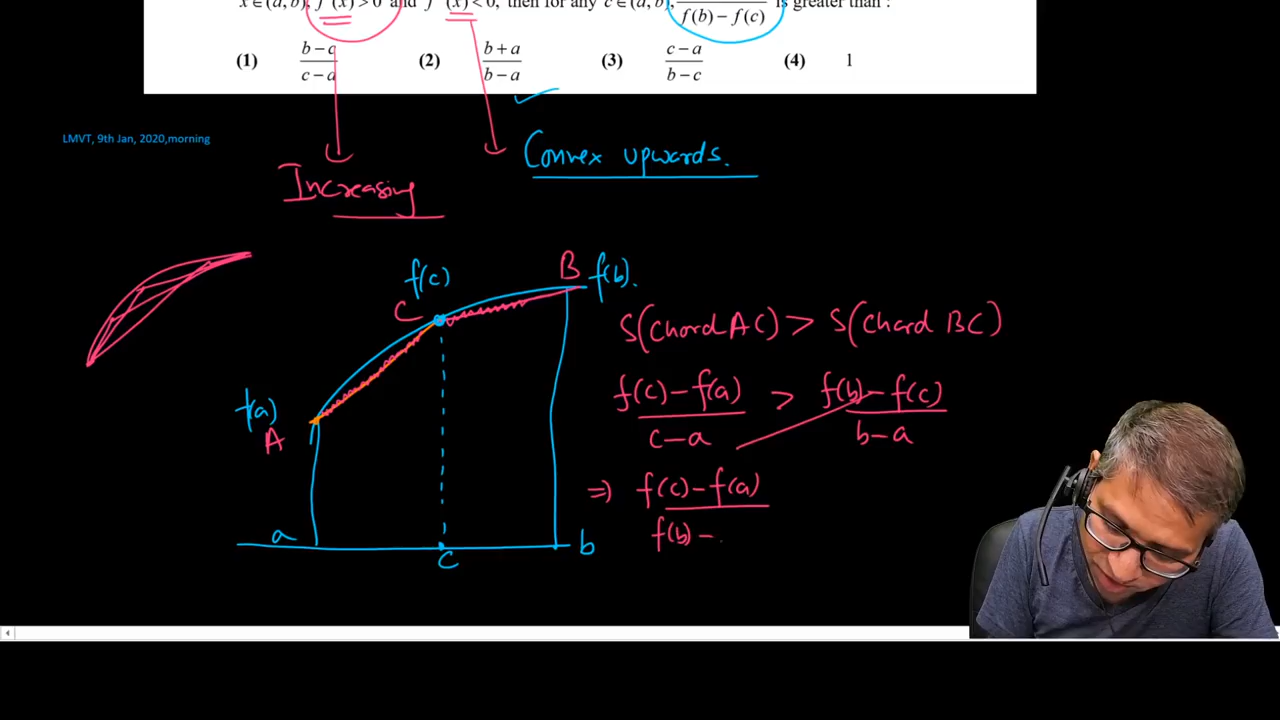 x ∈ (a, b), f'(x) > 0 and f''(x) < 0, then for any c ∈ (a, b), is greater than :
f(b) − f(c)
(1) b − c / c − a (2) b + a / b − a (3) c − a / b − c (4) 1
LMVT, 9th Jan, 2020,morning
Convex upwards.
Increasing
f(c)
B f(b).
C
S(Chord AC) > S(Chord BC)
f(c) − f(a) / c − a > f(b) − f(c) / b − a
f(a)
A
⇒ f(c) − f(a)
f(b) −
a c b